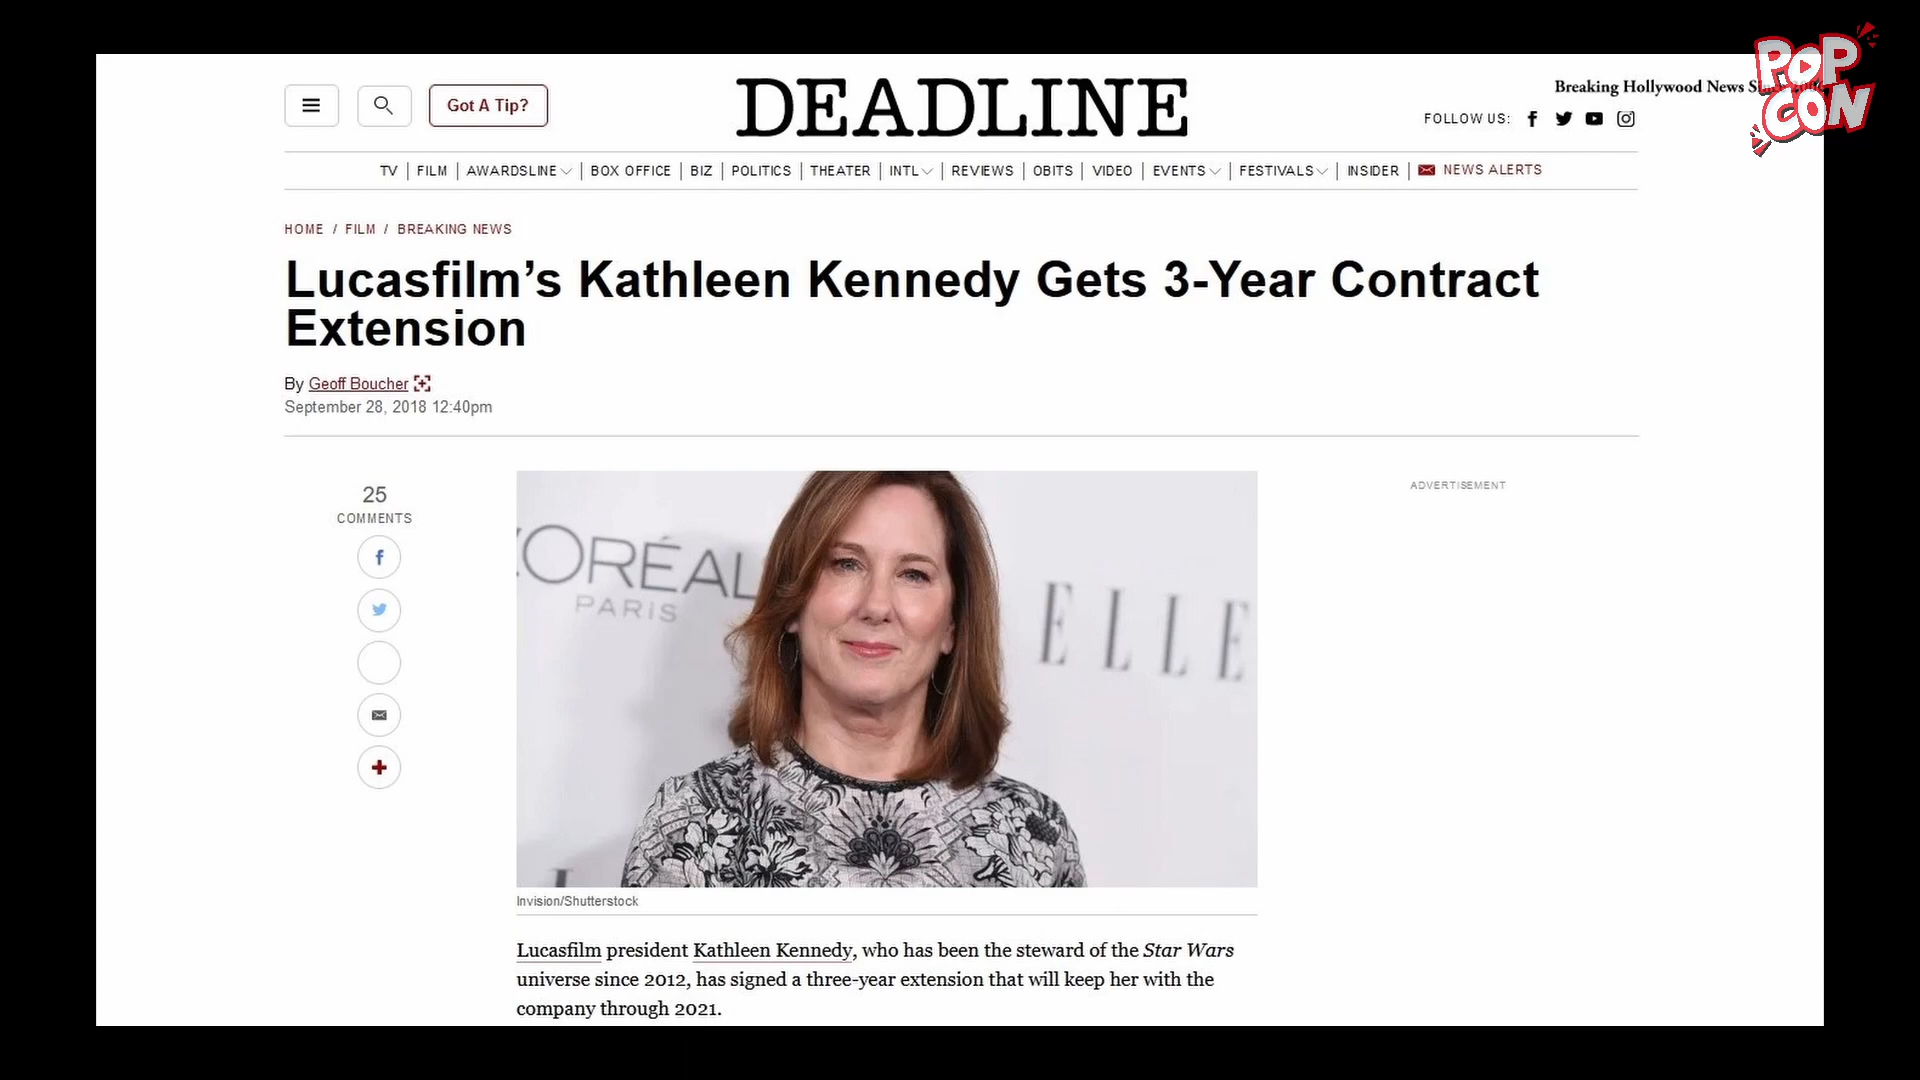 POP
CON
Got A Tip?
DEADLINE
Breaking Hollywood News
FOLLOW US:
TV | FILM | AWARDSLINE | BOX OFFICE | BIZ | POLITICS | THEATER | INTL | REVIEWS | OBITS | VIDEO | EVENTS | FESTIVALS | INSIDER | NEWS ALERTS
HOME / FILM / BREAKING NEWS
Lucasfilm’s Kathleen Kennedy Gets 3-Year Contract
Extension
By Geoff Boucher
September 28, 2018 12:40pm
25
COMMENTS
ADVERTISEMENT
L'ORÉAL
PARIS
ELLE
Invision/Shutterstock
Lucasfilm president Kathleen Kennedy, who has been the steward of the Star Wars
universe since 2012, has signed a three-year extension that will keep her with the
company through 2021.